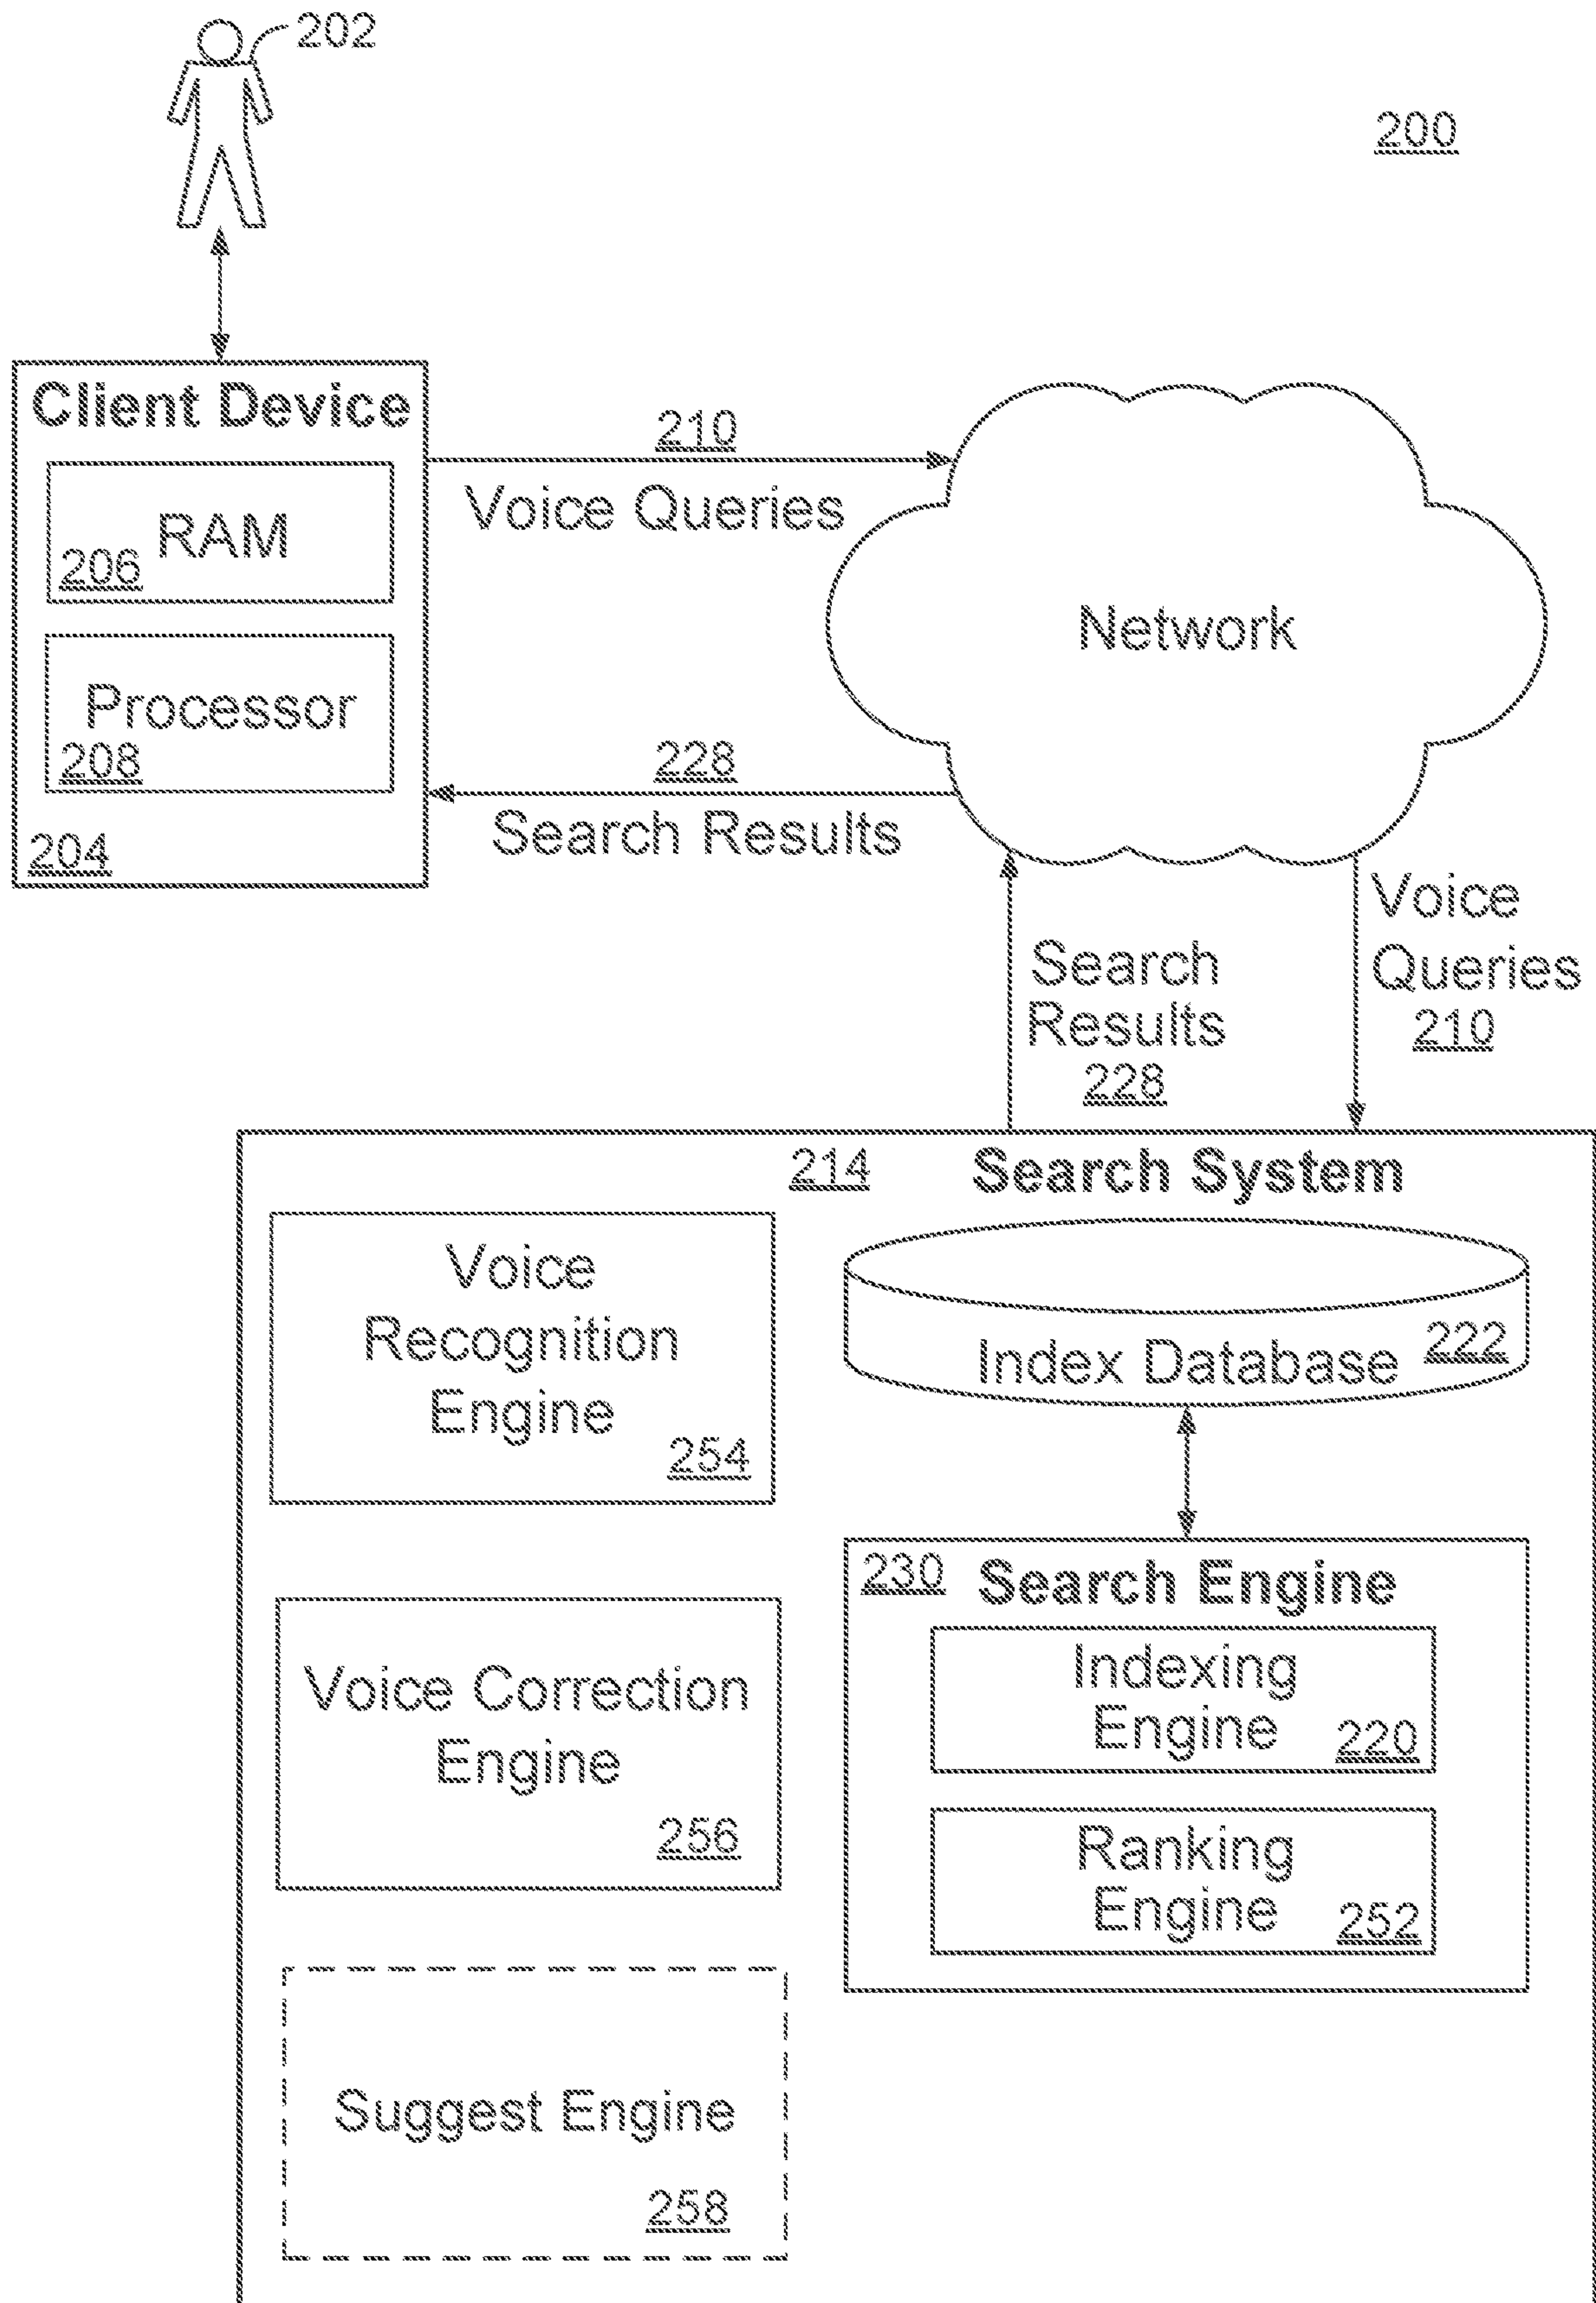 202
200
Client Device
RAM
206
Processor
208
204
210
Voice Queries
Network
228
Search Results
Voice
Queries
210
Search
Results
228
214
Search System
Voice
Recognition
Engine
254
Index Database
222
230
Search Engine
Indexing
Engine
220
Voice Correction
Engine
256
Ranking
Engine
252
Suggest Engine
258